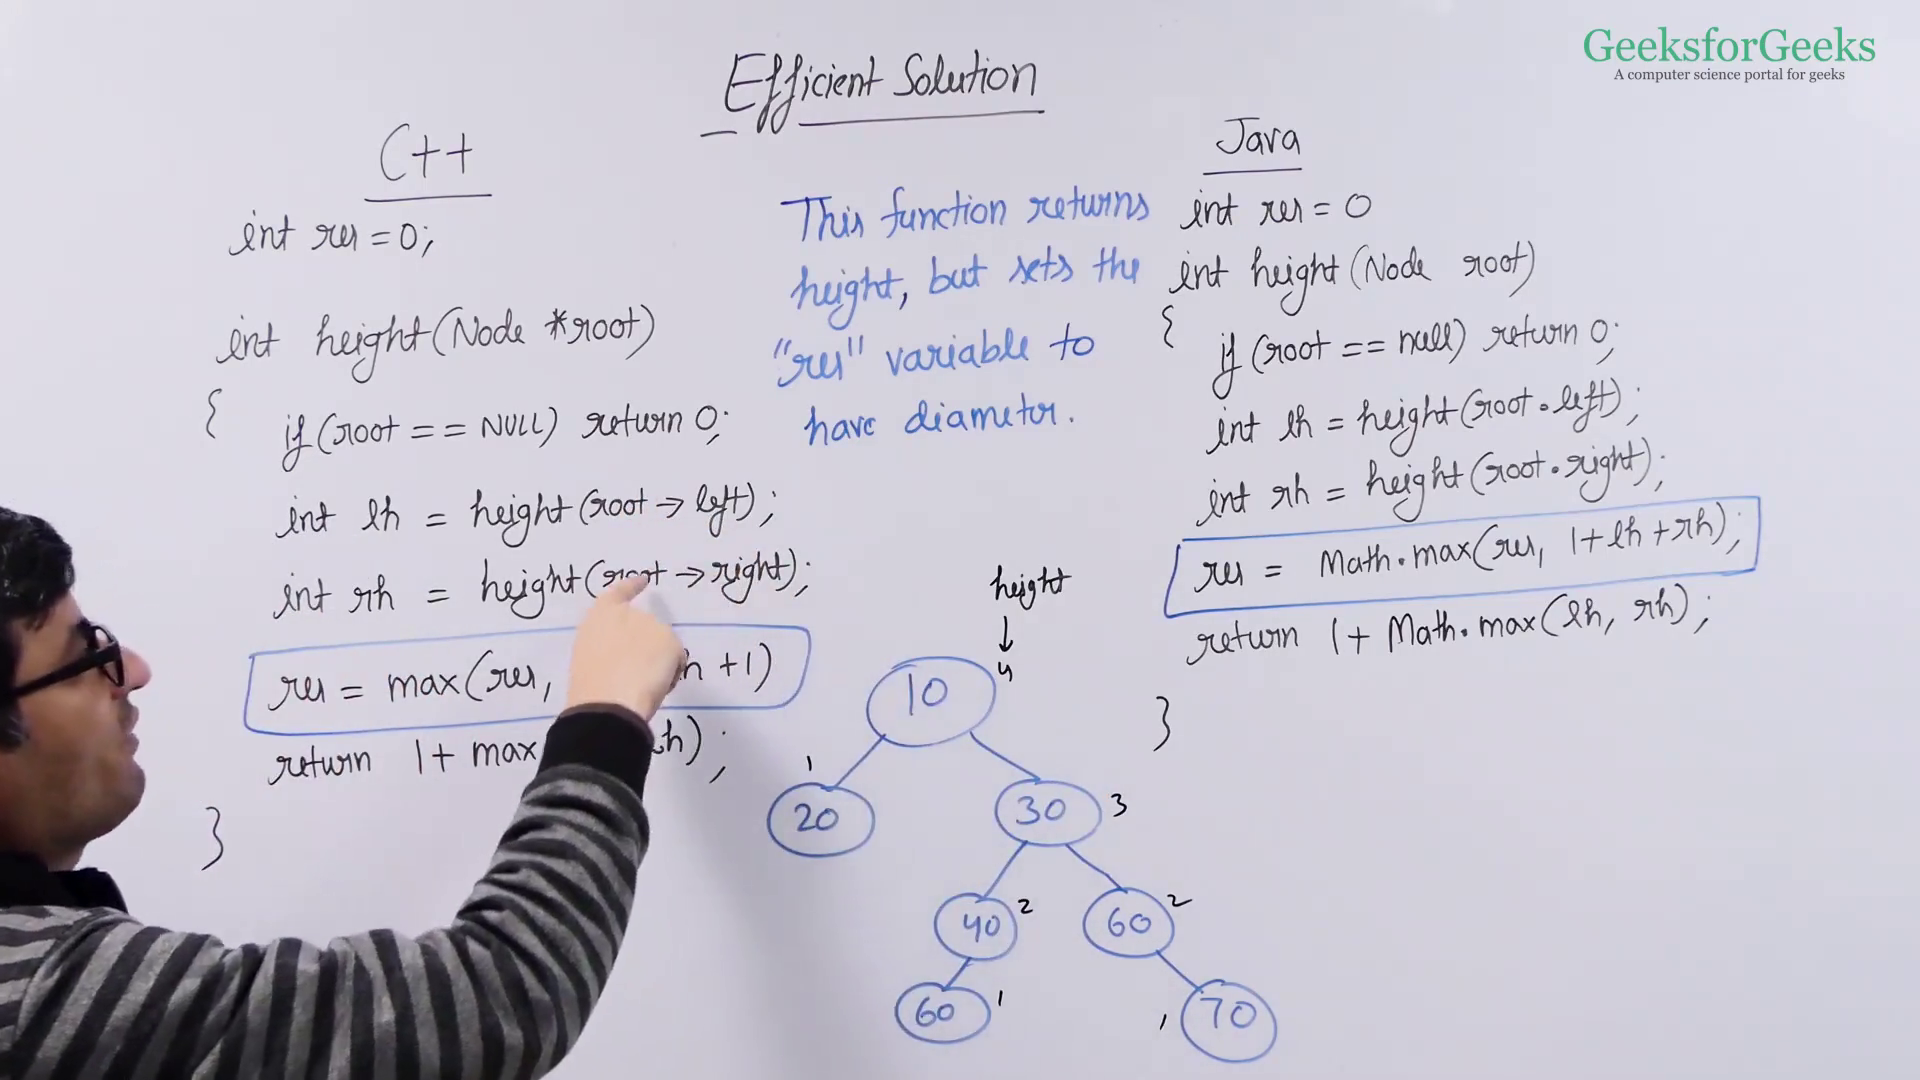 GeeksforGeeks
A computer science portal for geeks
Efficient Solution
C++
int res = 0;
int height(Node *root)
{
if(root == NULL) return 0;
int lh = height(root → left);
int rh = height(root → right);
res = max(res, h +1)
return 1+ max h);
}
This function returns
height, but sets the
"res" variable to
have diameter.
Java
int res = 0
int height(Node root)
{
if(root == null) return 0;
int lh = height(root.left);
int rh = height(root.right);
res = Math.max(res, 1+lh+rh);
return 1+ Math.max(lh, rh);
}
height
↓
10 4
1
20
30 3
40 2
60 2
60 1
1 70